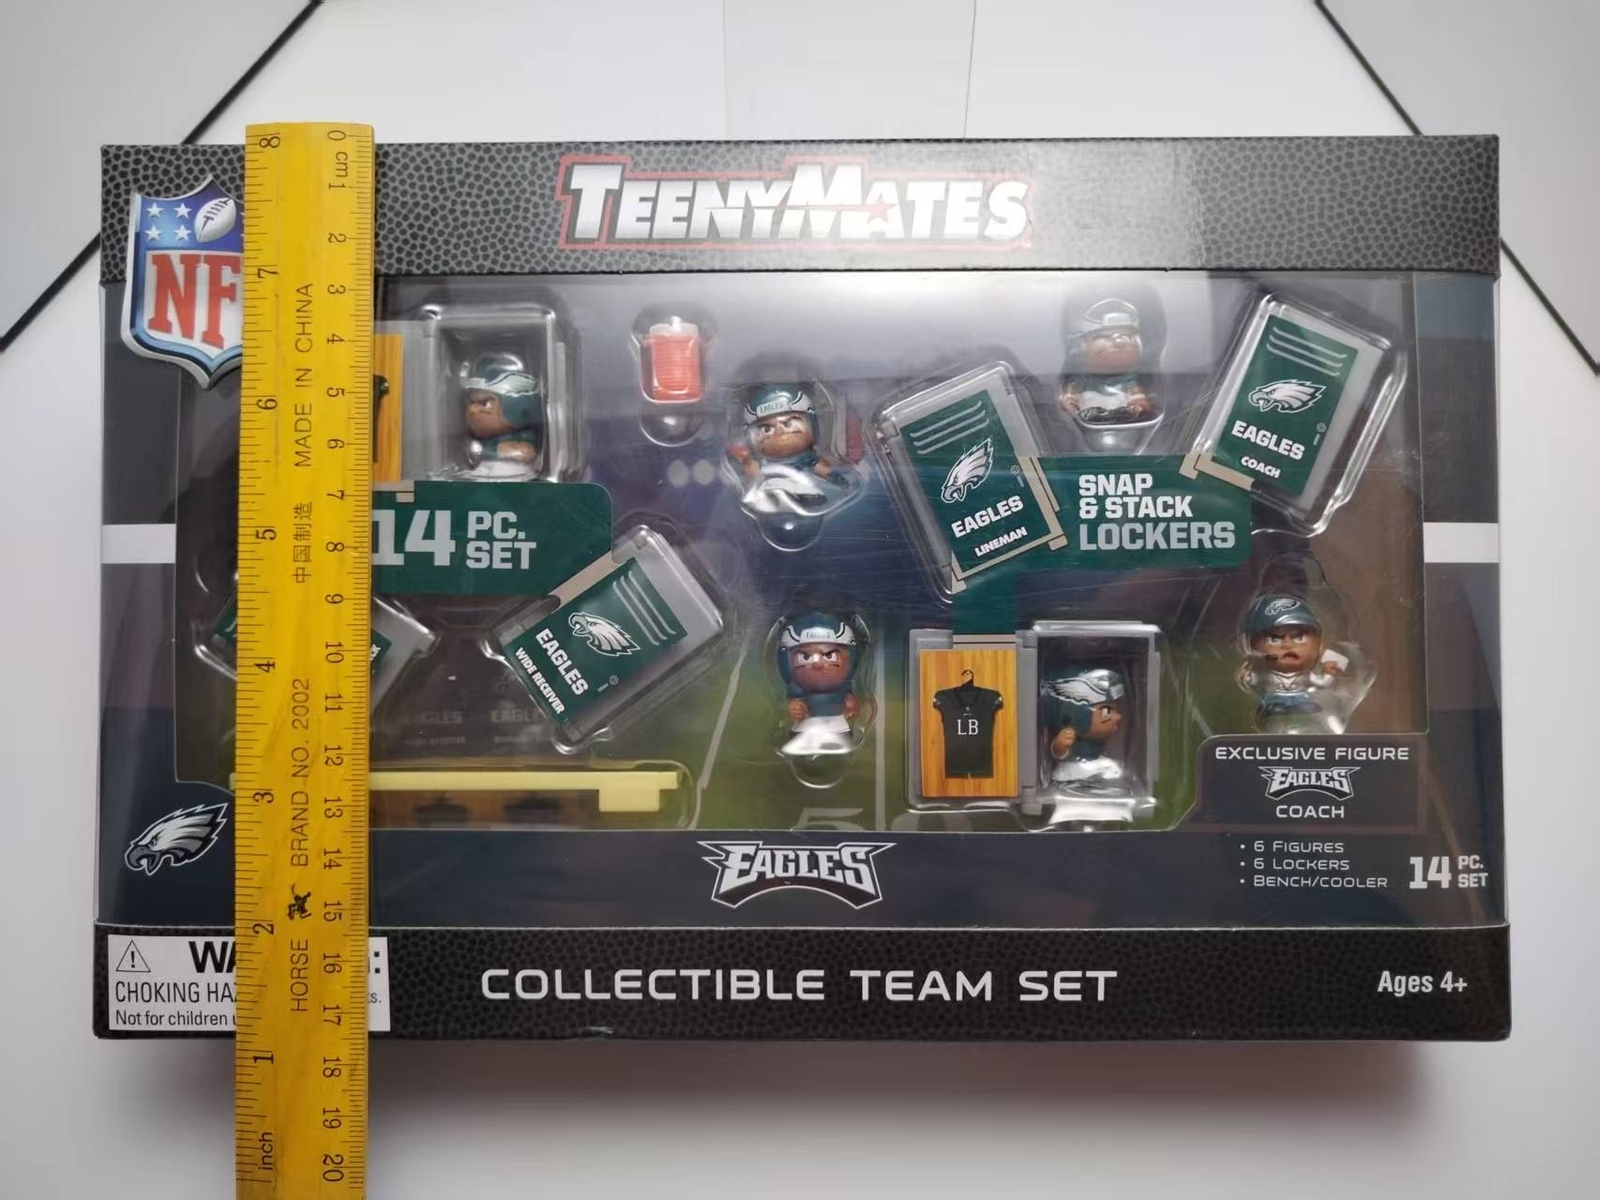 TEENYMATES
NF
EAGLES
EAGLES
COACH
SNAP
& STACK
LOCKERS
EAGLES
LINEMAN
14 PC.
SET
EAGLES
WIDE RECEIVER
EAGLES
LB
EXCLUSIVE FIGURE
EAGLES
COACH
• 6 FIGURES
• 6 LOCKERS
• BENCH/COOLER
14 PC.
SET
EAGLES
WA
:
CHOKING HAZ
Not for children u
COLLECTIBLE TEAM SET
Ages 4+
8 7 6 5 4 3 2 1 inch
HORSE BRAND NO. 2002 中国制造 MADE IN CHINA
0 cm 1 2 3 4 5 6 7 8 9 10 11 12 13 14 15 16 17 18 19 20